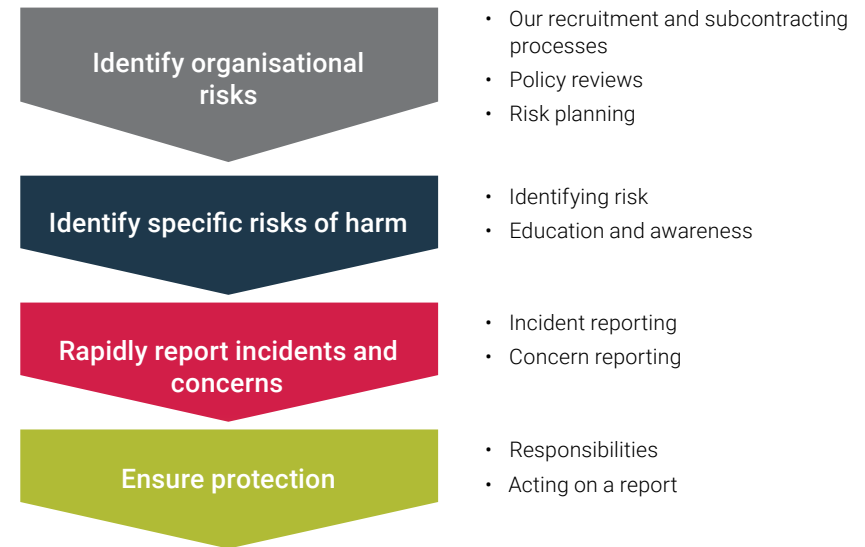 Identify organisational
risks
• Our recruitment and subcontracting
processes
• Policy reviews
• Risk planning
Identify specific risks of harm
• Identifying risk
• Education and awareness
Rapidly report incidents and
concerns
• Incident reporting
• Concern reporting
Ensure protection
• Responsibilities
• Acting on a report